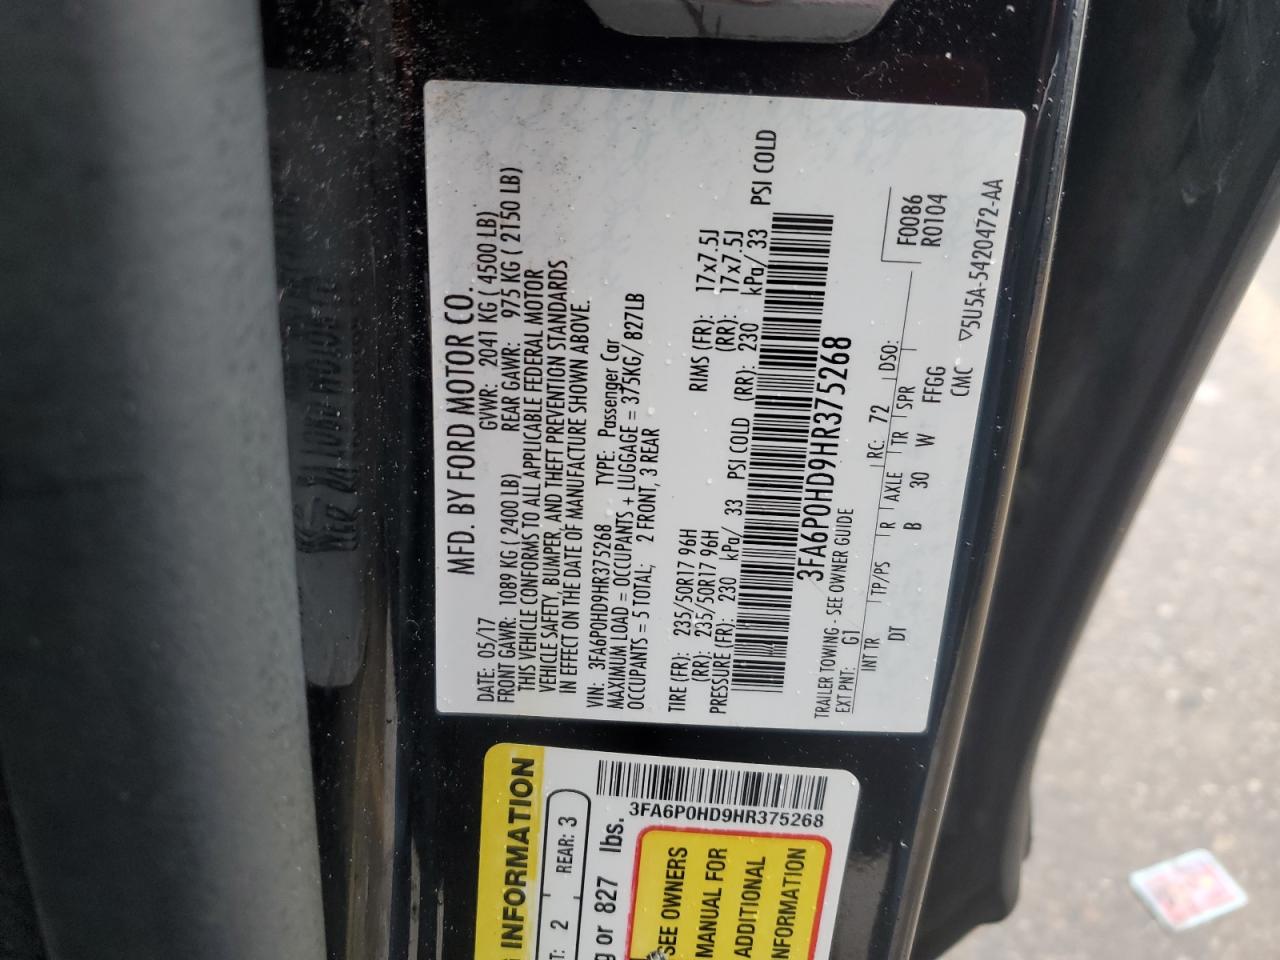 MFD. BY FORD MOTOR CO.
DATE: 05/17 GVWR: 2041 KG ( 4500 LB)
FRONT GAWR: 1089 KG ( 2400 LB) REAR GAWR: 975 KG ( 2150 LB)
THIS VEHICLE CONFORMS TO ALL APPLICABLE FEDERAL MOTOR
VEHICLE SAFETY, BUMPER, AND THEFT PREVENTION STANDARDS
IN EFFECT ON THE DATE OF MANUFACTURE SHOWN ABOVE.
VIN: 3FA6P0HD9HR375268 TYPE: Passenger Car
MAXIMUM LOAD = OCCUPANTS + LUGGAGE = 375KG/ 827LB
OCCUPANTS = 5 TOTAL; 2 FRONT, 3 REAR
TIRE (FR): 235/50R17 96H RIMS (FR): 17x7.5J
(RR): 235/50R17 96H (RR): 17x7.5J
PRESSURE (FR): 230 kPa/ 33 PSI COLD (RR): 230 kPa/ 33 PSI COLD
3FA6P0HD9HR375268
TRAILER TOWING - SEE OWNER GUIDE
EXT PNT: G1 RC: 72 DSO: F0086
R0104
INT TR TP/PS R AXLE TR SPR
DT B 30 W FFGG
CMC ▽5U5A-5420472-AA
INFORMATION
2 REAR: 3
or 827 lbs.
3FA6P0HD9HR375268
SEE OWNERS
MANUAL FOR
ADDITIONAL
INFORMATION